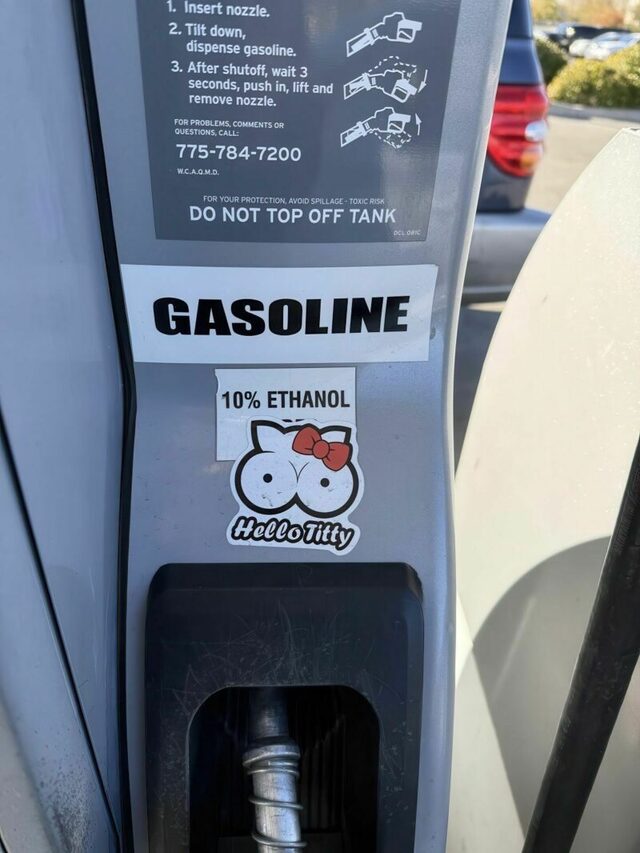 1. Insert nozzle.
2. Tilt down,
dispense gasoline.
3. After shutoff, wait 3
seconds, push in, lift and
remove nozzle.
FOR PROBLEMS, COMMENTS OR
QUESTIONS, CALL:
775-784-7200
W.C.A.Q.M.D.
FOR YOUR PROTECTION, AVOID SPILLAGE - TOXIC RISK
DO NOT TOP OFF TANK
DCL.081C
GASOLINE
10% ETHANOL
Hello Titty